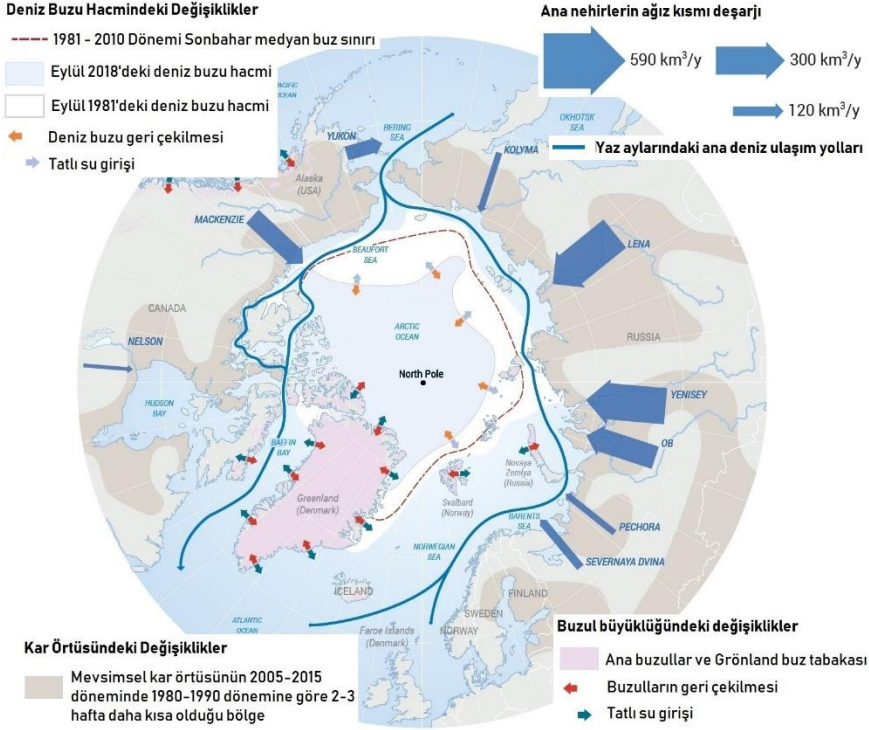 Deniz Buzu Hacmindeki Değişiklikler
1981 - 2010 Dönemi Sonbahar medyan buz sınırı
Eylül 2018'deki deniz buzu hacmi
Eylül 1981'deki deniz buzu hacmi
Deniz buzu geri çekilmesi
Tatlı su girişi
Ana nehirlerin ağız kısmı deşarjı
590 km³/y
300 km³/y
120 km³/y
Yaz aylarındaki ana deniz ulaşım yolları
PACIFIC
OCEAN
BERING
SEA
OKHOTSK
SEA
YUKON
KOLYMA
Alaska
(USA)
MACKENZIE
BEAUFORT
SEA
LENA
CANADA
ARCTIC
OCEAN
RUSSIA
NELSON
North Pole
HUDSON
BAY
YENISEY
OB
BAFFIN
BAY
Greenland
(Denmark)
Svalbard
(Norway)
Novaya
Zemlya
(Russia)
BARENTS
SEA
PECHORA
NORWEGIAN
SEA
SEVERNAYA DVINA
ICELAND
FINLAND
SWEDEN
NORWAY
ATLANTIC
OCEAN
Faroe Islands
(Denmark)
Kar Örtüsündeki Değişiklikler
Mevsimsel kar örtüsünün 2005-2015
döneminde 1980-1990 dönemine göre 2-3
hafta daha kısa olduğu bölge
Buzul büyüklüğündeki değişiklikler
Ana buzullar ve Grönland buz tabakası
Buzulların geri çekilmesi
Tatlı su girişi